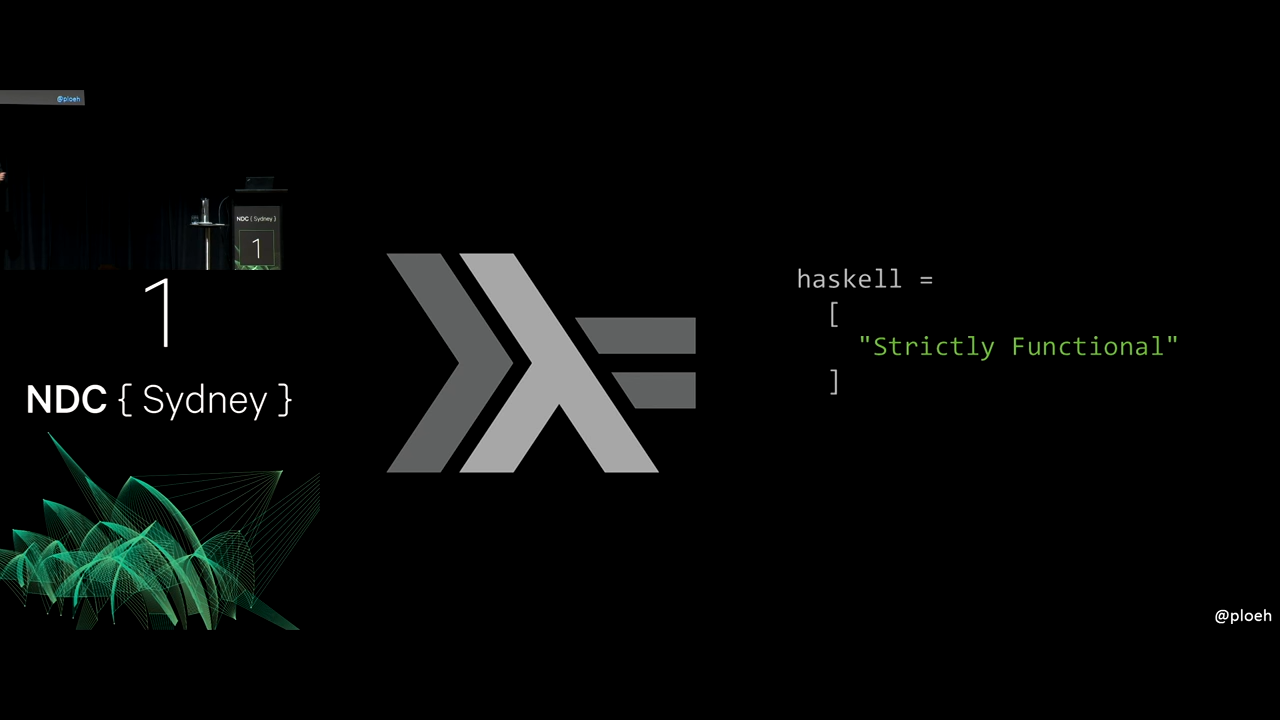 @ploeh
NDC { Sydney }
1
1
NDC { Sydney }
haskell =
[
"Strictly Functional"
]
@ploeh